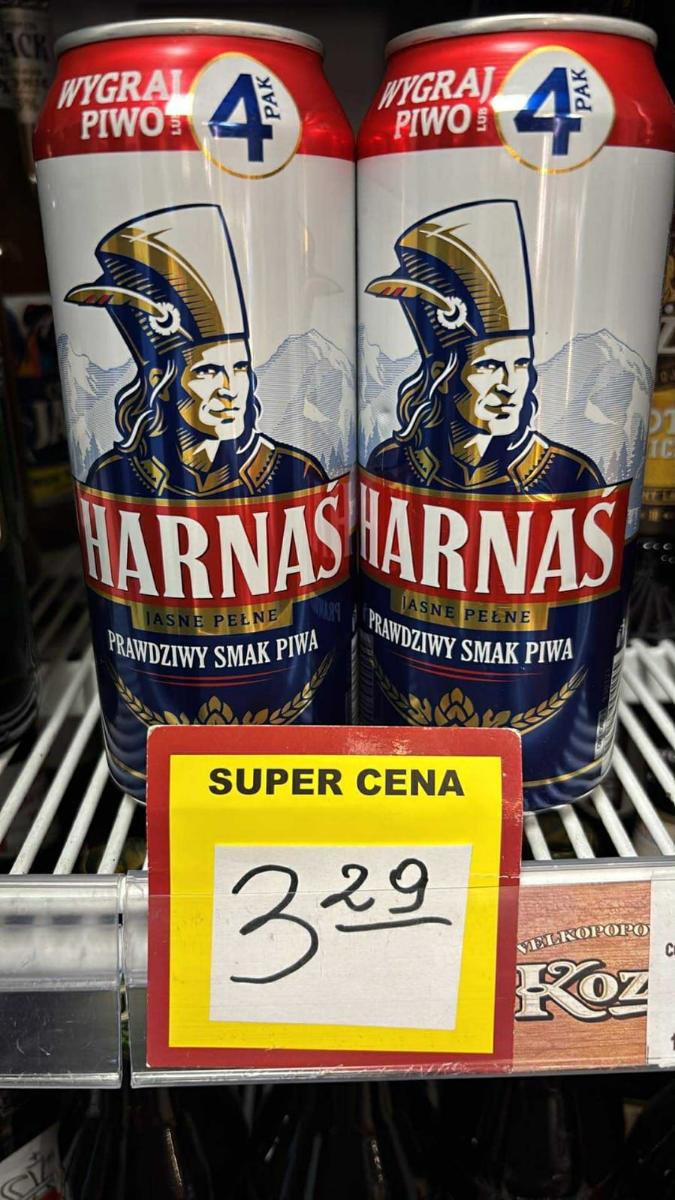 WYGRAJ
PIWO LUB
4 PAK
HARNAŚ
JASNE PEŁNE
PRAWDZIWY SMAK PIWA
WYGRAJ
PIWO LUB
4 PAK
HARNAŚ
JASNE PEŁNE
PRAWDZIWY SMAK PIWA
SUPER CENA
3 29
VELKOPOPO
Koz